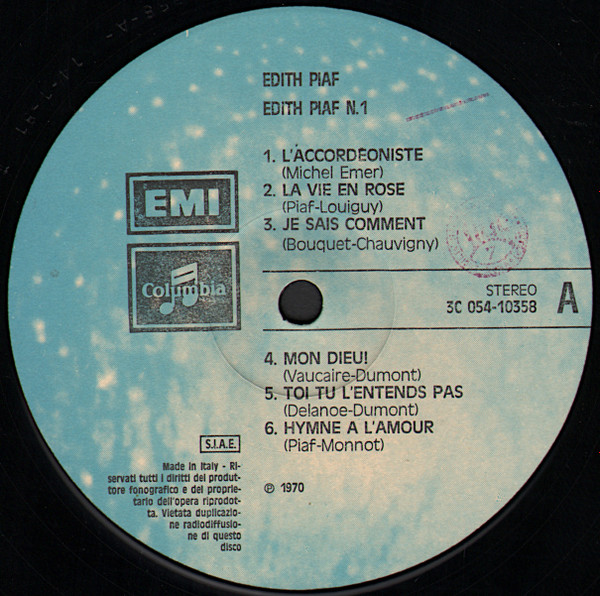 EDITH PIAF
EDITH PIAF N.1
1. L'ACCORDEONISTE
(Michel Emer)
2. LA VIE EN ROSE
(Piaf-Louiguy)
3. JE SAIS COMMENT
(Bouquet-Chauvigny)
EMI
Columbia
STEREO
3C 054-10358
A
4. MON DIEU!
(Vaucaire-Dumont)
5. TOI TU L'ENTENDS PAS
(Delanoe-Dumont)
6. HYMNE A L'AMOUR
(Piaf-Monnot)
S.I.A.E.
Made in Italy - Ri-
servati tutti i diritti del produt-
tore fonografico e del proprie-
tario dell'opera riprodot-
ta. Vietata duplicazio-
ne radiodiffusio-
ne di questo
disco
℗ 1970